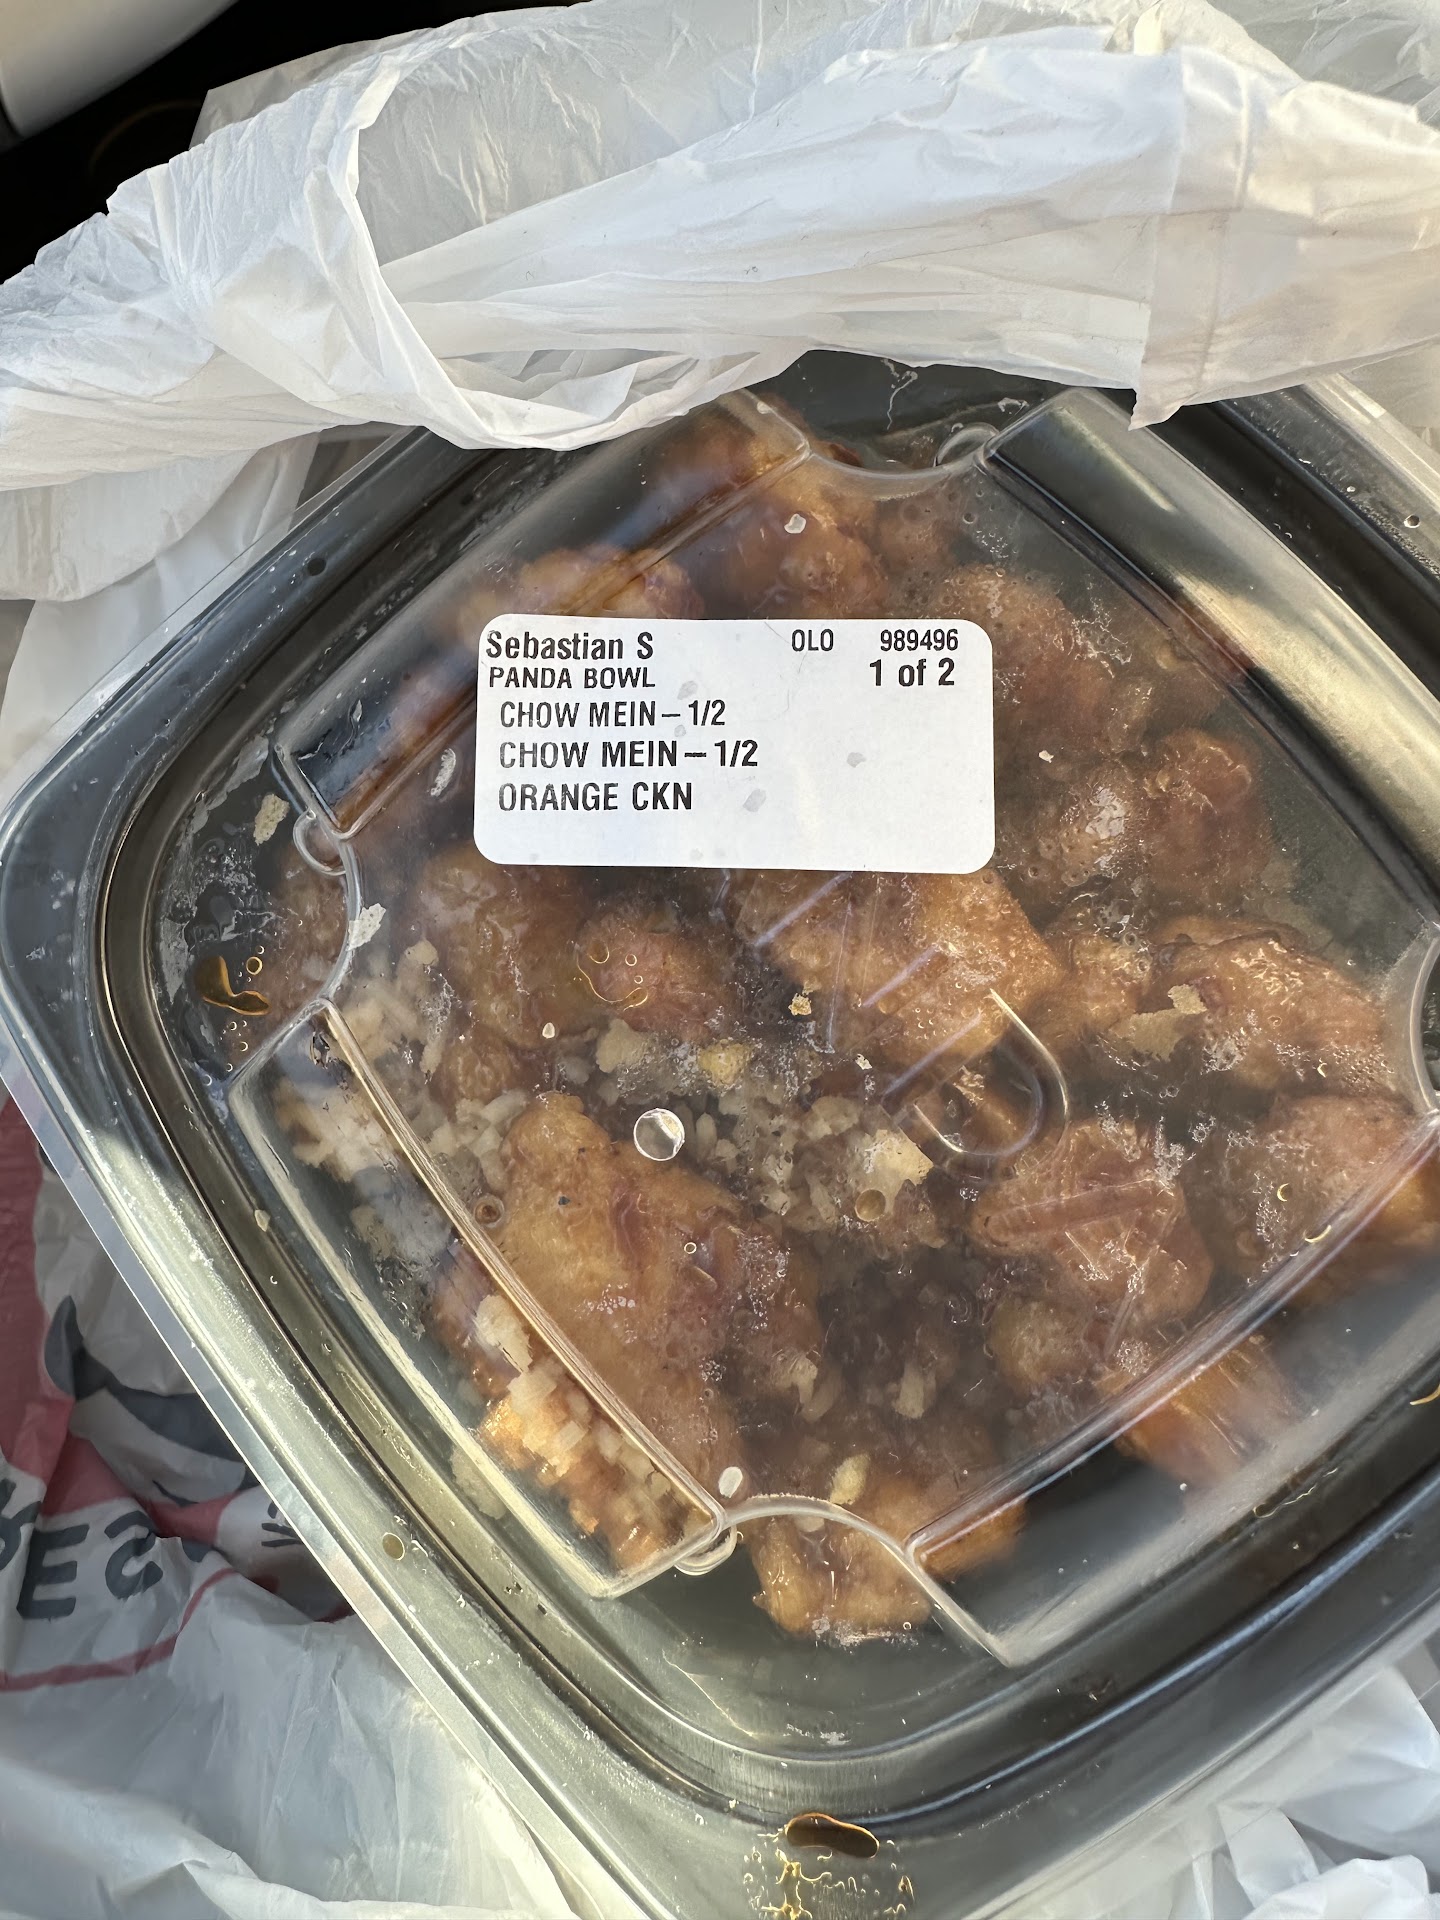 Sebastian S OLO 989496
PANDA BOWL 1 of 2
CHOW MEIN – 1/2
CHOW MEIN – 1/2
ORANGE CKN